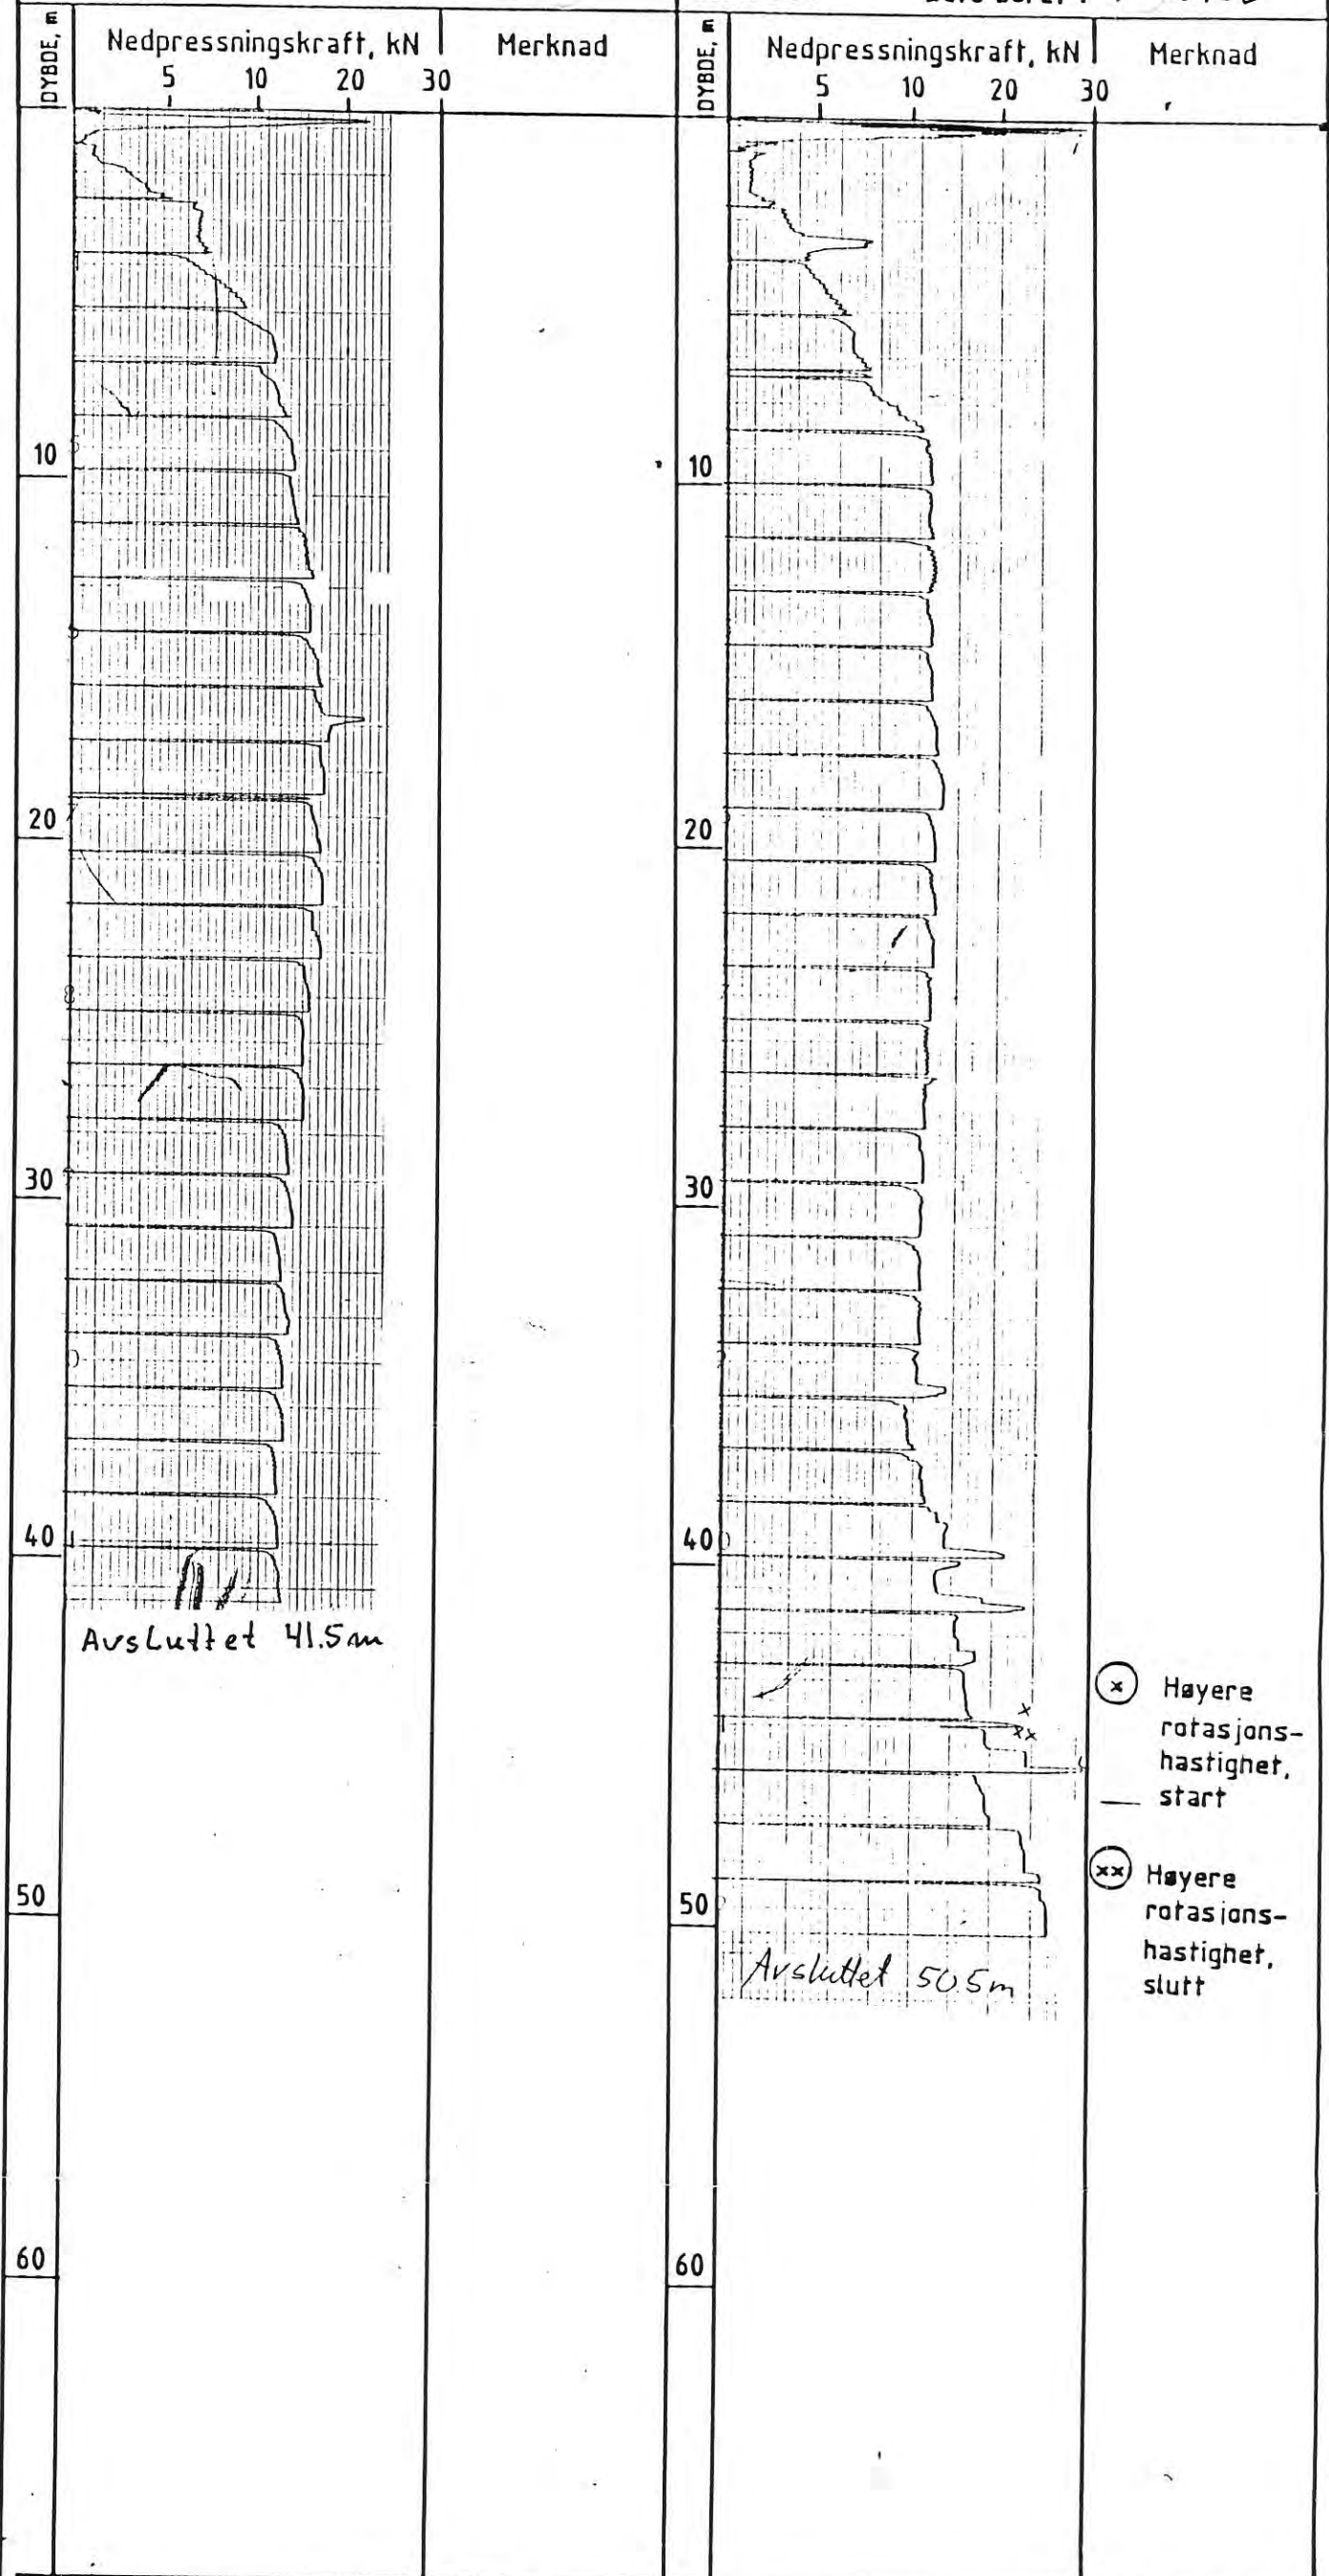 DYBDE, m
Nedpressningskraft, kN
Merknad
5 10 20 30
10
20
30
40
50
60
Avsluttet 41.5m
DYBDE, m
Nedpressningskraft, kN
Merknad
5 10 20 30
10
20
30
40
50
60
x
xx
Avsluttet 50.5m
x Høyere
rotasjons-
hastighet,
start
xx Høyere
rotasjons-
hastighet,
slutt